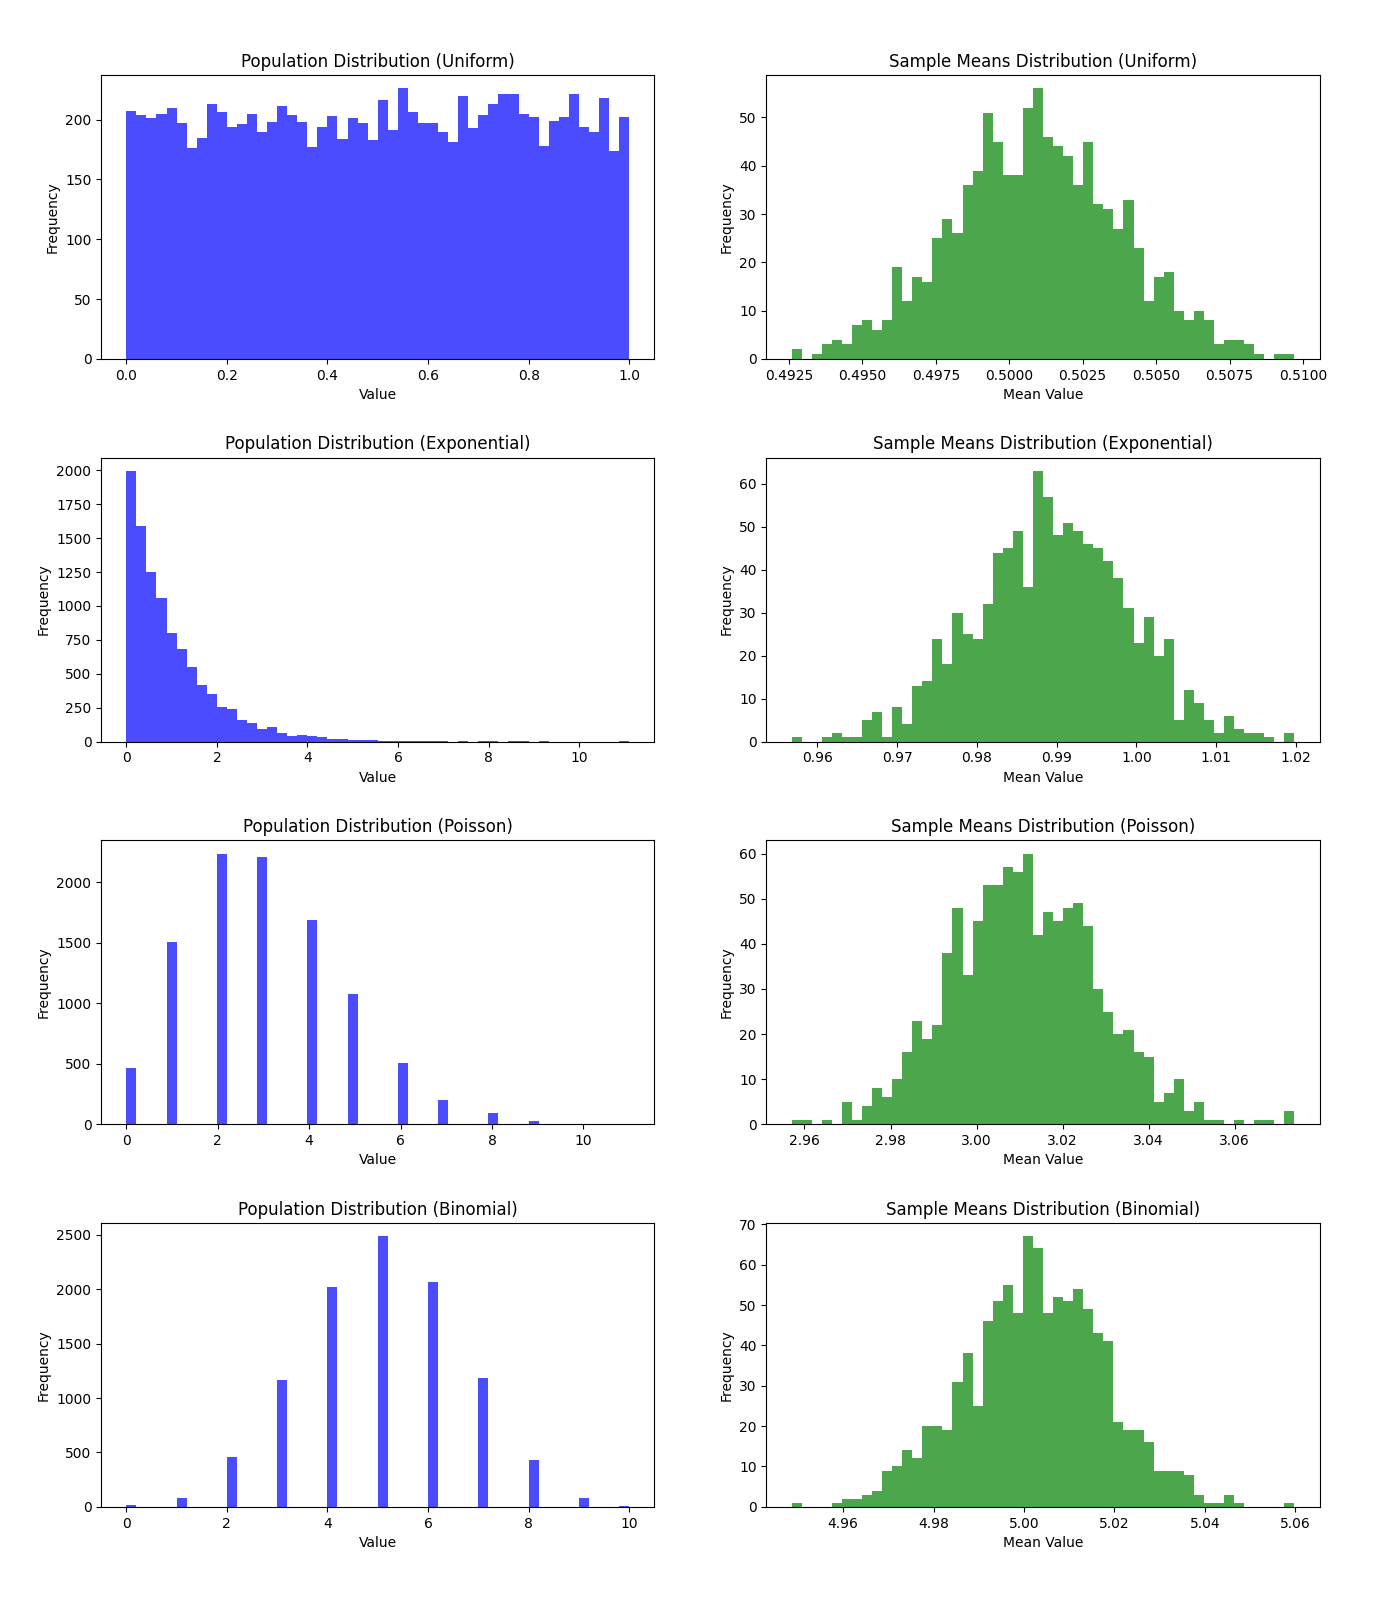 Population Distribution (Uniform)
Frequency
200
150
100
50
0
0.0 0.2 0.4 0.6 0.8 1.0
Value
Sample Means Distribution (Uniform)
Frequency
50
40
30
20
10
0
0.4925 0.4950 0.4975 0.5000 0.5025 0.5050 0.5075 0.5100
Mean Value
Population Distribution (Exponential)
Frequency
2000
1750
1500
1250
1000
750
500
250
0
0 2 4 6 8 10
Value
Sample Means Distribution (Exponential)
Frequency
60
50
40
30
20
10
0
0.96 0.97 0.98 0.99 1.00 1.01 1.02
Mean Value
Population Distribution (Poisson)
Frequency
2000
1500
1000
500
0
0 2 4 6 8 10
Value
Sample Means Distribution (Poisson)
Frequency
60
50
40
30
20
10
0
2.96 2.98 3.00 3.02 3.04 3.06
Mean Value
Population Distribution (Binomial)
Frequency
2500
2000
1500
1000
500
0
0 2 4 6 8 10
Value
Sample Means Distribution (Binomial)
Frequency
70
60
50
40
30
20
10
0
4.96 4.98 5.00 5.02 5.04 5.06
Mean Value